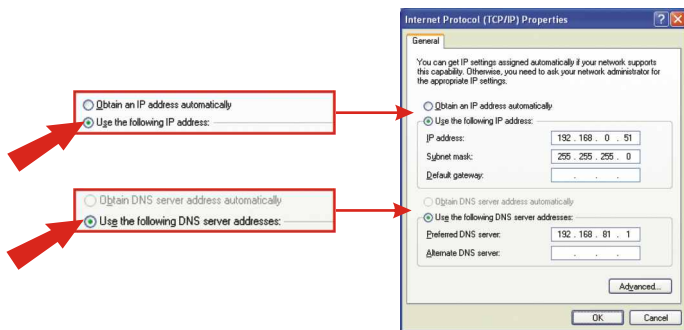 Obtain an IP address automatically
Use the following IP address:
Obtain DNS server address automatically
Use the following DNS server addresses:
Internet Protocol (TCP/IP) Properties
General
You can get IP settings assigned automatically if your network supports
this capability. Otherwise, you need to ask your network administrator for
the appropriate IP settings.
Obtain an IP address automatically
Use the following IP address:
IP address: 192 . 168 . 0 . 51
Subnet mask: 255 . 255 . 255 . 0
Default gateway: . . .
Obtain DNS server address automatically
Use the following DNS server addresses:
Preferred DNS server: 192 . 168 . 81 . 1
Alternate DNS server: . . .
Advanced...
OK Cancel